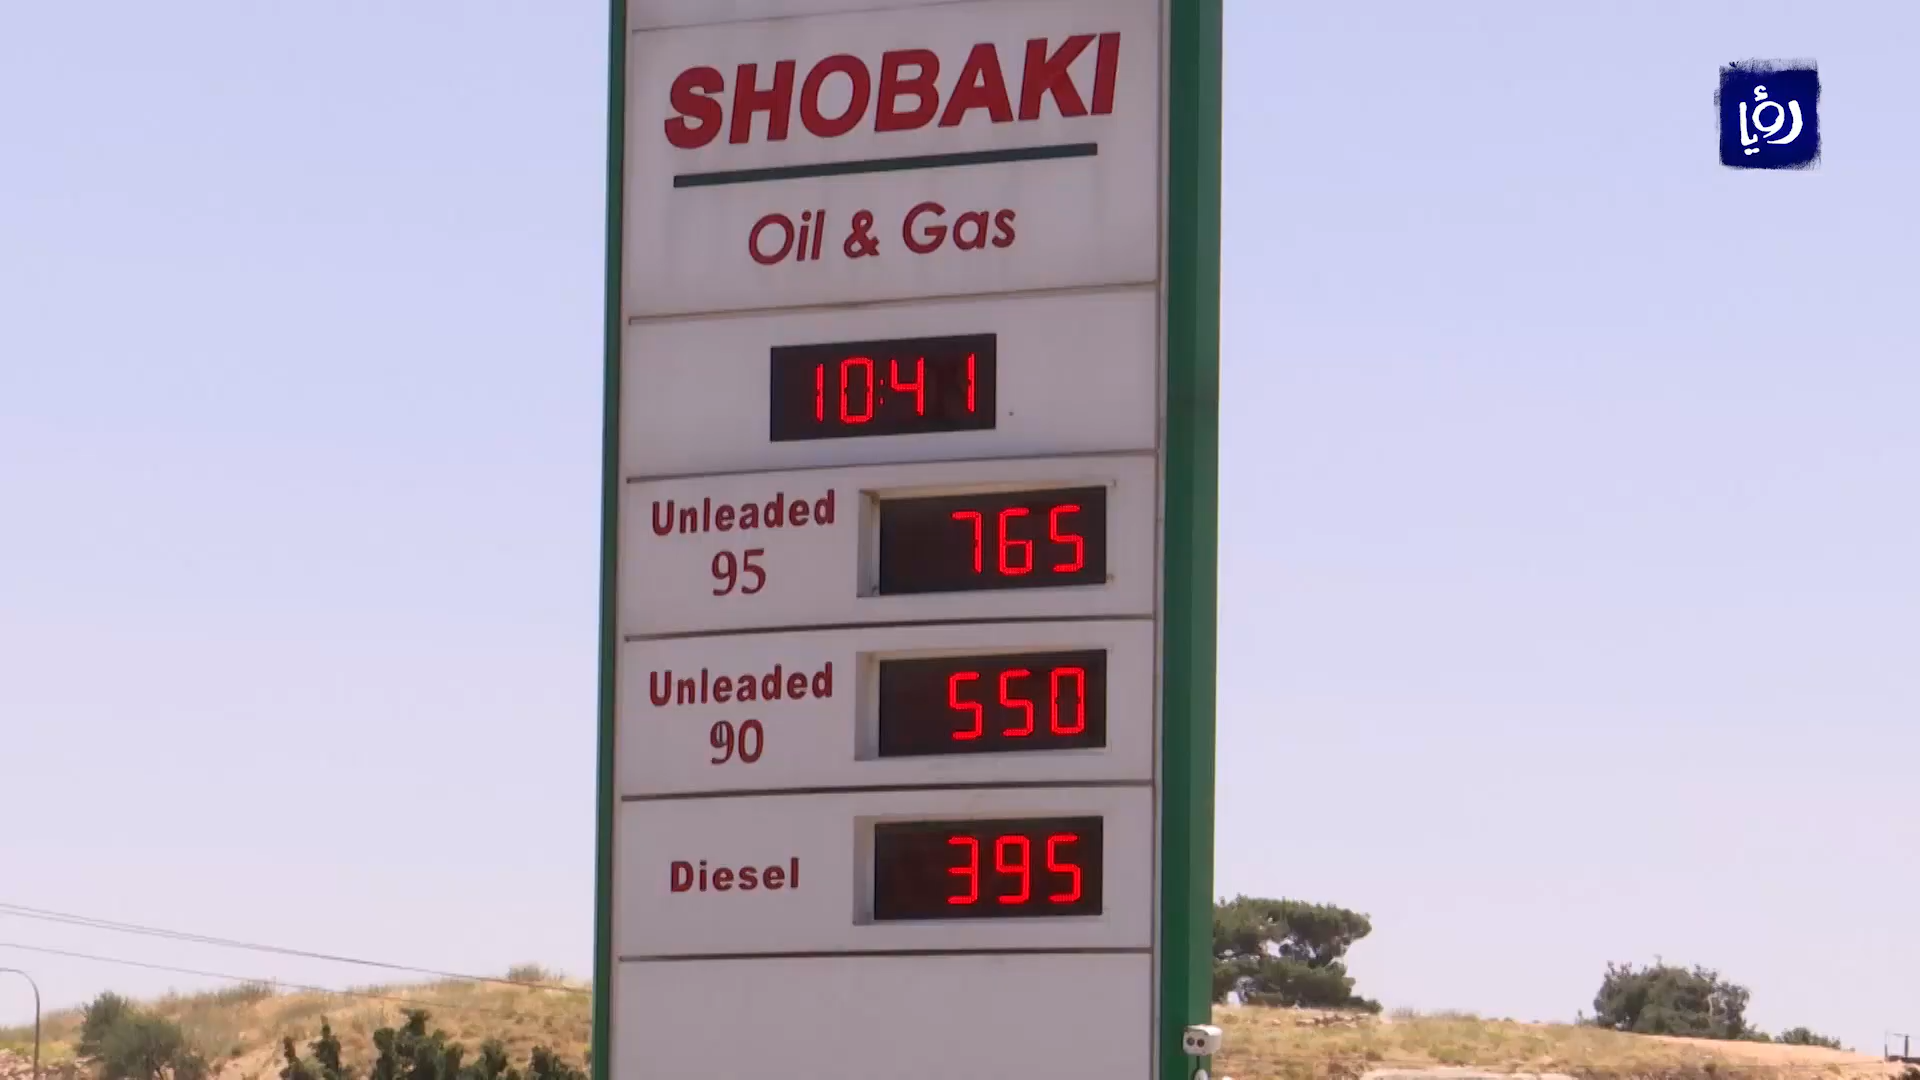 SHOBAKI
Oil & Gas
10:41
Unleaded
95
765
Unleaded
90
550
Diesel
395
رؤيا